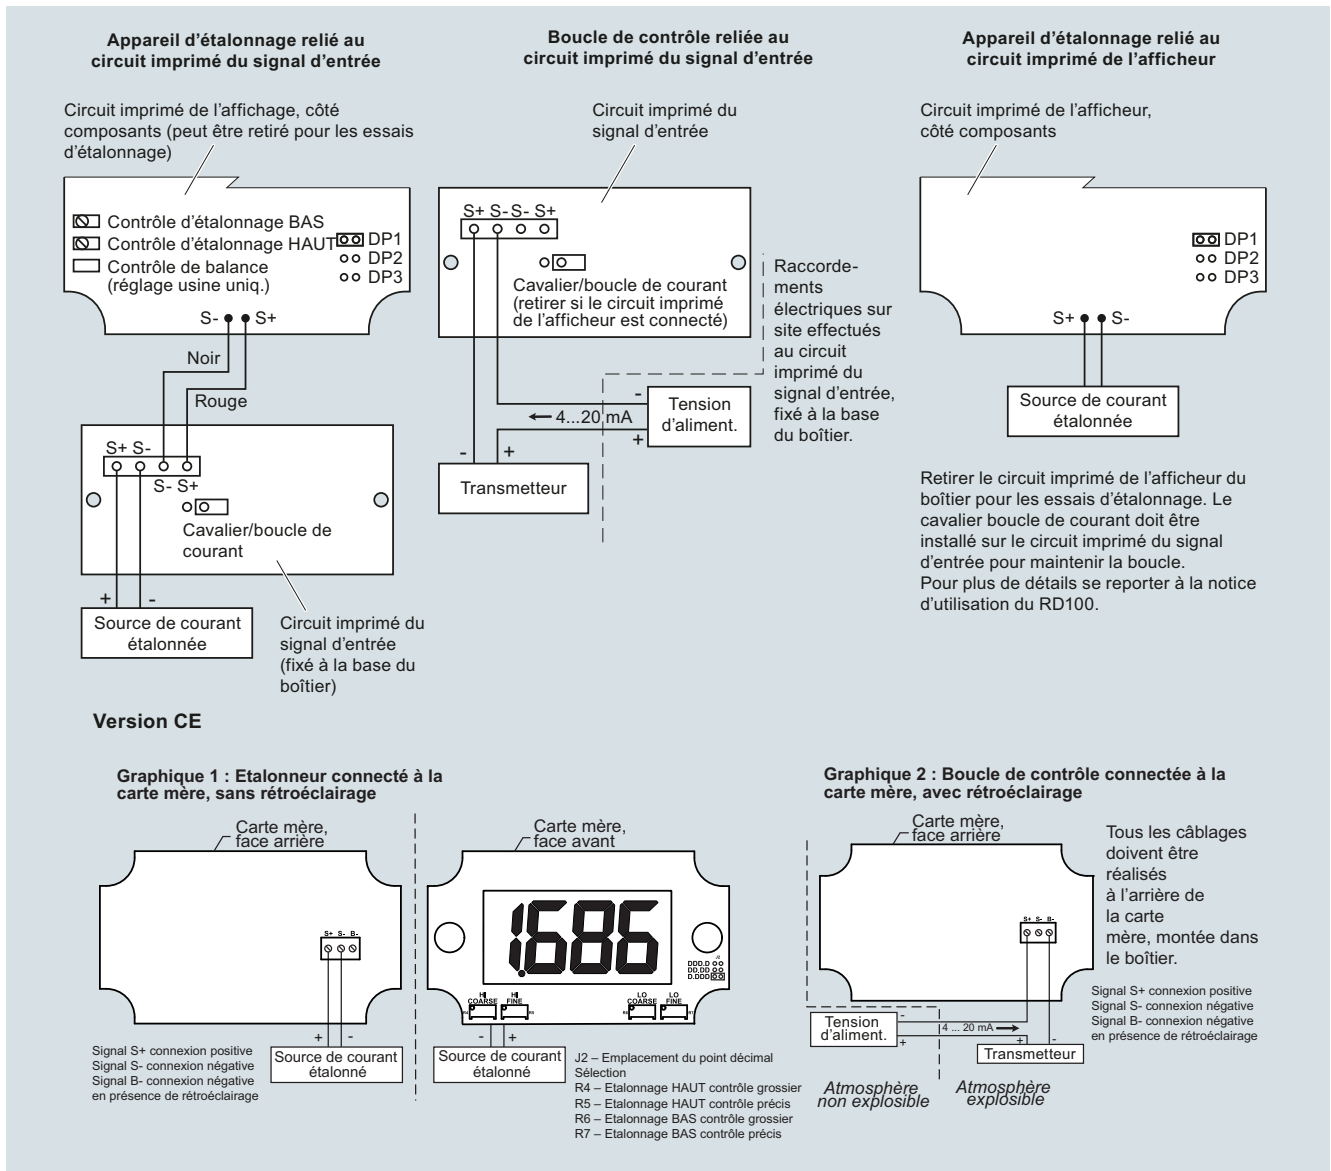 Appareil d’étalonnage relié au
circuit imprimé du signal d’entrée
Circuit imprimé de l’affichage, côté
composants (peut être retiré pour les essais
d’étalonnage)
Contrôle d’étalonnage BAS
Contrôle d’étalonnage HAUT
Contrôle de balance
(réglage usine uniq.)
DP1
DP2
DP3
S- S+
Noir
Rouge
S+ S-
S- S+
Cavalier/boucle de
courant
+ -
Source de courant
étalonnée
Circuit imprimé du
signal d’entrée
(fixé à la base du
boîtier)
Boucle de contrôle reliée au
circuit imprimé du signal d’entrée
Circuit imprimé du
signal d’entrée
S+ S- S- S+
Cavalier/boucle de courant
(retirer si le circuit imprimé
de l’afficheur est connecté)
Raccorde-
ments
électriques sur
site effectués
au circuit
imprimé du
signal d’entrée,
fixé à la base
du boîtier.
-
4...20 mA
+
Tension
d’aliment.
- +
Transmetteur
Appareil d’étalonnage relié au
circuit imprimé de l’afficheur
Circuit imprimé de l’afficheur,
côté composants
DP1
DP2
DP3
S+ S-
Source de courant
étalonnée
Retirer le circuit imprimé de l’afficheur du
boîtier pour les essais d’étalonnage. Le
cavalier boucle de courant doit être
installé sur le circuit imprimé du signal
d’entrée pour maintenir la boucle.
Pour plus de détails se reporter à la notice
d’utilisation du RD100.
Version CE
Graphique 1 : Etalonneur connecté à la
carte mère, sans rétroéclairage
Carte mère,
face arrière
S+ S- B-
+ -
Source de courant
étalonné
Signal S+ connexion positive
Signal S- connexion négative
Signal B- connexion négative
en présence de rétroéclairage
Carte mère,
face avant
1.686
J2
DDD.D
DD.DD
D.DDD
HI
COARSE
HI
FINE
LO
COARSE
LO
FINE
R4
R5
R6
R7
- +
Source de courant
étalonné
J2 – Emplacement du point décimal
Sélection
R4 – Etalonnage HAUT contrôle grossier
R5 – Etalonnage HAUT contrôle précis
R6 – Etalonnage BAS contrôle grossier
R7 – Etalonnage BAS contrôle précis
Graphique 2 : Boucle de contrôle connectée à la
carte mère, avec rétroéclairage
Carte mère,
face arrière
S+ S- B-
Tous les câblages
doivent être
réalisés
à l’arrière de
la carte
mère, montée dans
le boîtier.
Signal S+ connexion positive
Signal S- connexion négative
Signal B- connexion négative
en présence de rétroéclairage
Tension
d’aliment.
-
+
4 ... 20 mA
+ -
Transmetteur
Atmosphère
non explosible
Atmosphère
explosible